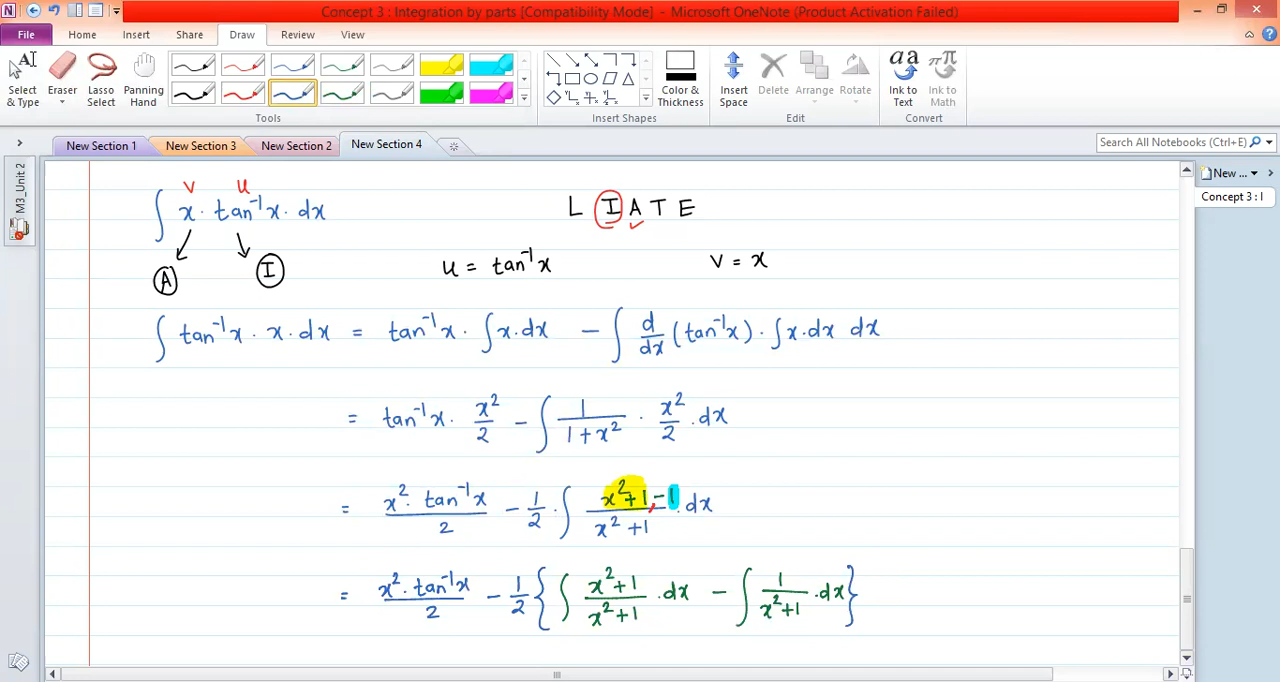 Concept 3 : Integration by parts [Compatibility Mode] - Microsoft OneNote (Product Activation Failed)
File Home Insert Share Draw Review View
Select & Type Eraser Lasso Select Panning Hand Color & Thickness Insert Space Delete Arrange Rotate Ink to Text Ink to Math
Tools Insert Shapes Edit Convert
New Section 1 New Section 3 New Section 2 New Section 4 Search All Notebooks (Ctrl+E)
M3_Unit 2
New ...
Concept 3 : I
v u
∫ x · tan⁻¹x · dx L I A T E
A I u = tan⁻¹x v = x
∫ tan⁻¹x · x · dx = tan⁻¹x · ∫ x · dx − ∫ d/dx (tan⁻¹x) · ∫ x · dx dx
= tan⁻¹x · x²/2 − ∫ 1/(1+x²) · x²/2 · dx
= x² · tan⁻¹x/2 − 1/2 · ∫ (x²+1, −1)/(x²+1) · dx
= x² · tan⁻¹x/2 − 1/2 { ∫ (x²+1)/(x²+1) · dx − ∫ 1/(x²+1) · dx }